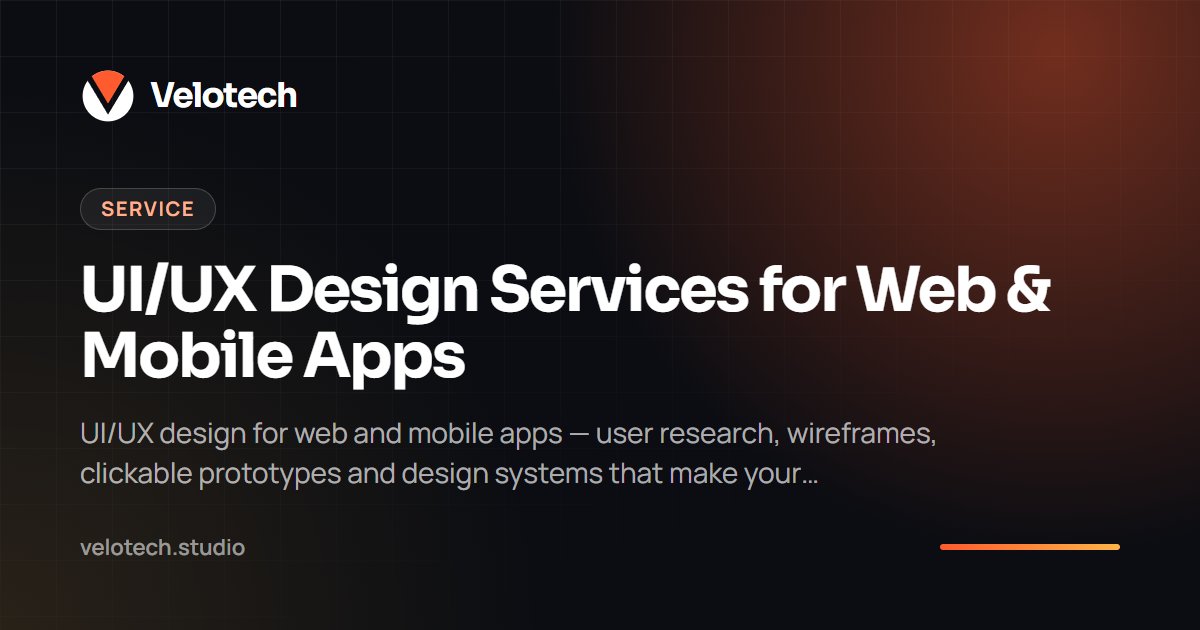 Velotech
SERVICE
UI/UX Design Services for Web &
Mobile Apps
UI/UX design for web and mobile apps — user research, wireframes,
clickable prototypes and design systems that make your…
velotech.studio